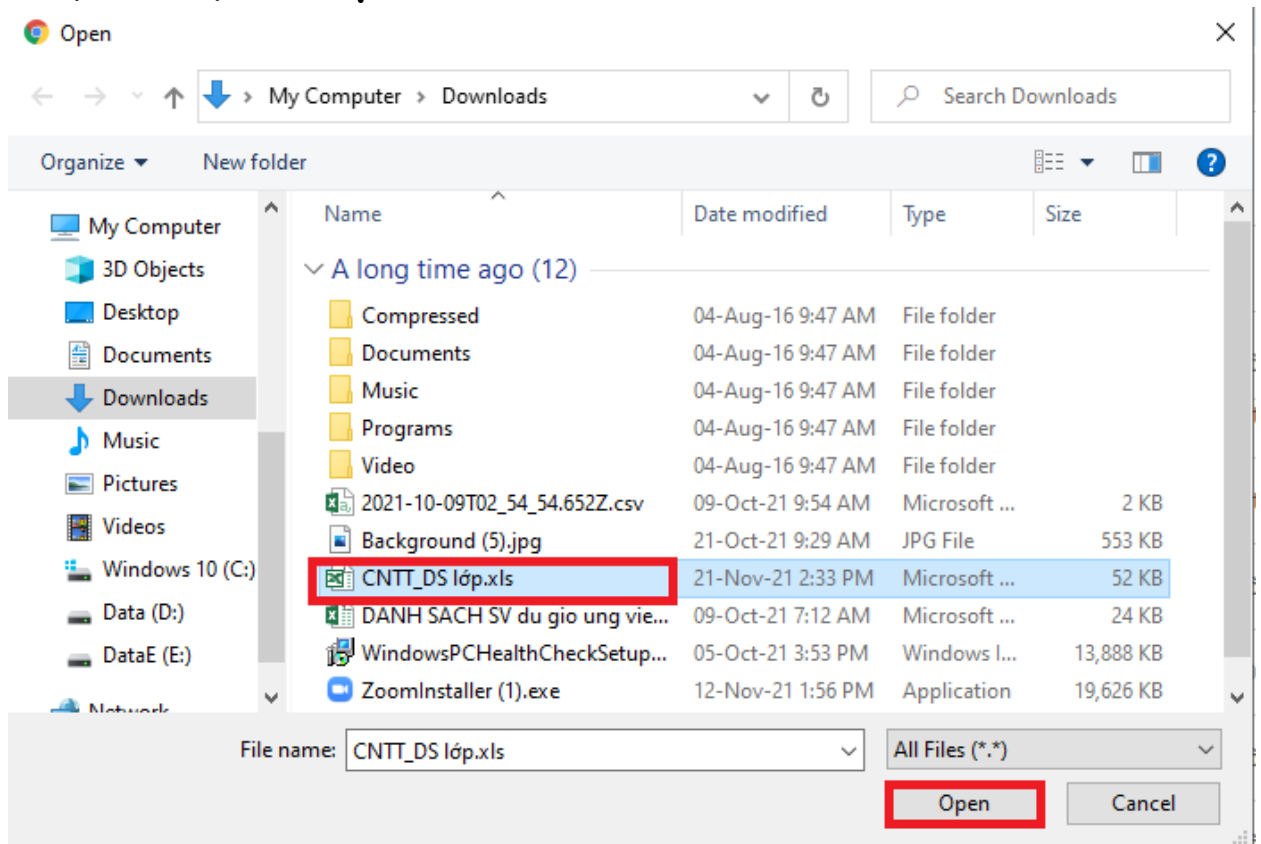 Open
My Computer > Downloads
Search Downloads
Organize
New folder
My Computer
3D Objects
Desktop
Documents
Downloads
Music
Pictures
Videos
Windows 10 (C:)
Data (D:)
DataE (E:)
Network
Name Date modified Type Size
A long time ago (12)
Compressed 04-Aug-16 9:47 AM File folder
Documents 04-Aug-16 9:47 AM File folder
Music 04-Aug-16 9:47 AM File folder
Programs 04-Aug-16 9:47 AM File folder
Video 04-Aug-16 9:47 AM File folder
2021-10-09T02_54_54.652Z.csv 09-Oct-21 9:54 AM Microsoft ... 2 KB
Background (5).jpg 21-Oct-21 9:29 AM JPG File 553 KB
CNTT_DS lớp.xls 21-Nov-21 2:33 PM Microsoft ... 52 KB
DANH SACH SV du gio ung vie... 09-Oct-21 7:12 AM Microsoft ... 24 KB
WindowsPCHealthCheckSetup... 05-Oct-21 3:53 PM Windows I... 13,888 KB
ZoomInstaller (1).exe 12-Nov-21 1:56 PM Application 19,626 KB
File name: CNTT_DS lớp.xls
All Files (*.*)
Open
Cancel